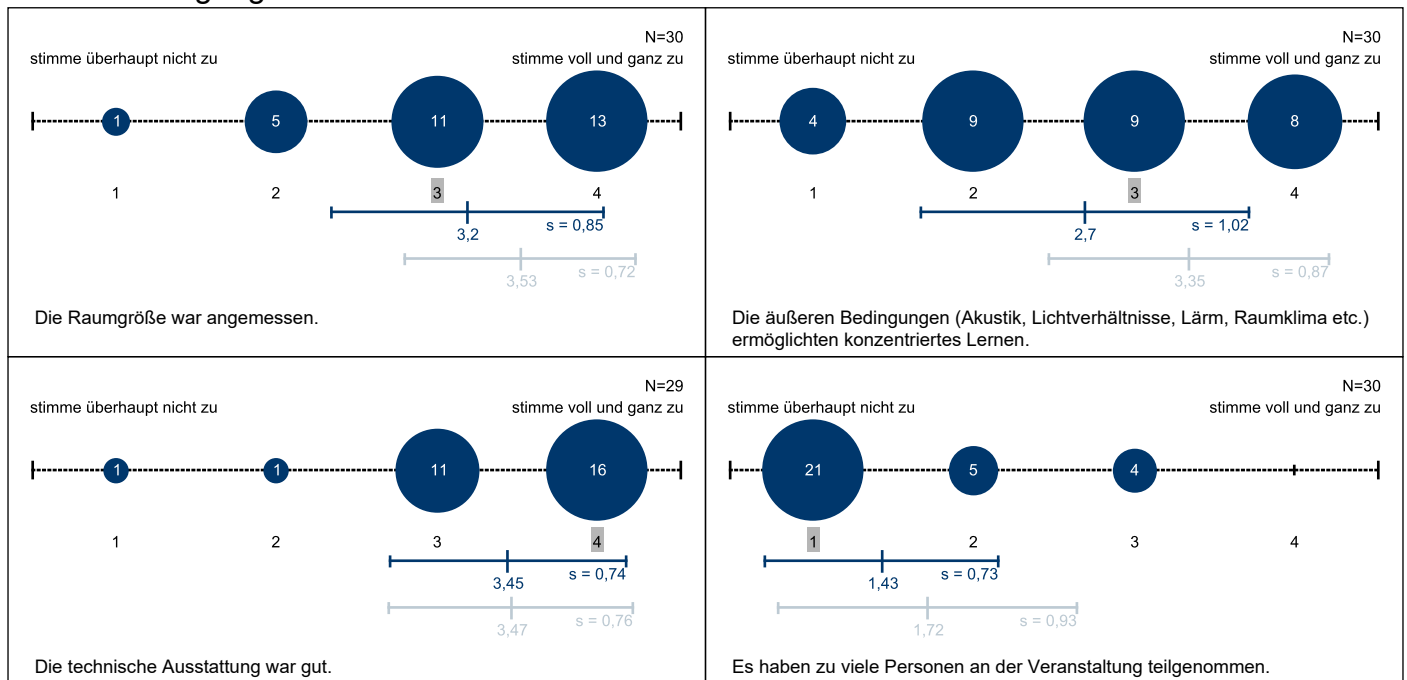 N=30
stimme überhaupt nicht zu stimme voll und ganz zu
1 5 11 13
1 2 3 4
3,2 s = 0,85
3,53 s = 0,72
Die Raumgröße war angemessen.
N=30
stimme überhaupt nicht zu stimme voll und ganz zu
4 9 9 8
1 2 3 4
2,7 s = 1,02
3,35 s = 0,87
Die äußeren Bedingungen (Akustik, Lichtverhältnisse, Lärm, Raumklima etc.)
ermöglichten konzentriertes Lernen.
N=29
stimme überhaupt nicht zu stimme voll und ganz zu
1 1 11 16
1 2 3 4
3,45 s = 0,74
3,47 s = 0,76
Die technische Ausstattung war gut.
N=30
stimme überhaupt nicht zu stimme voll und ganz zu
21 5 4
1 2 3 4
1,43 s = 0,73
1,72 s = 0,93
Es haben zu viele Personen an der Veranstaltung teilgenommen.